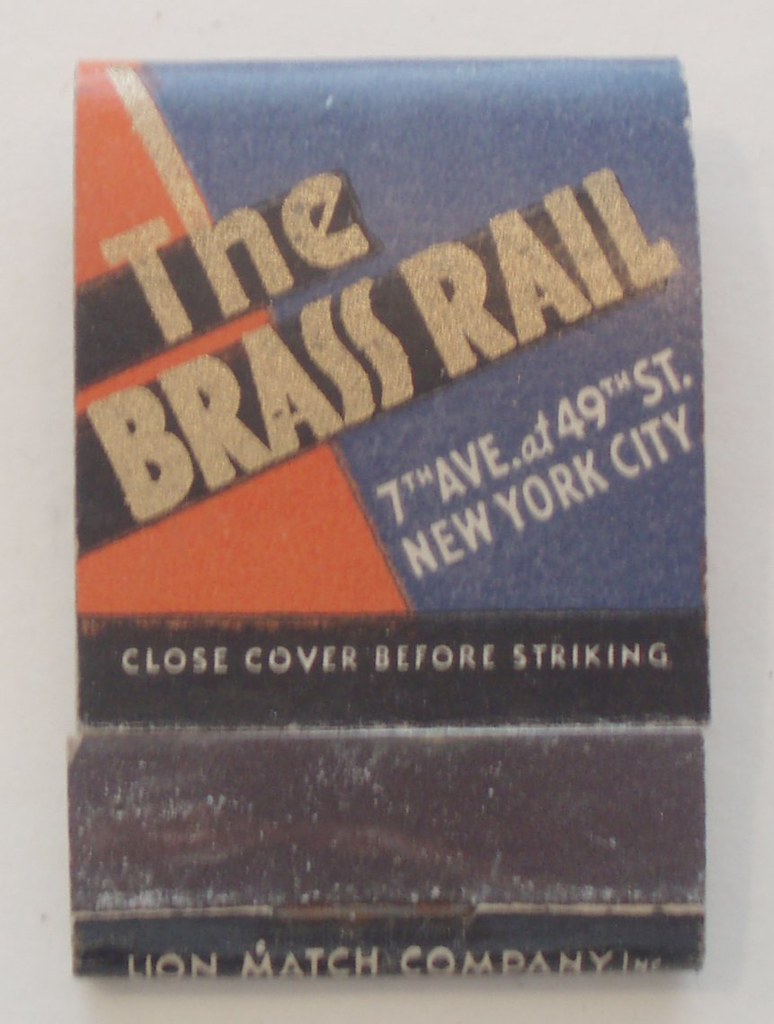 The
BRASS RAIL
7TH AVE. at 49TH ST.
NEW YORK CITY
CLOSE COVER BEFORE STRIKING
LION MATCH COMPANY, INC